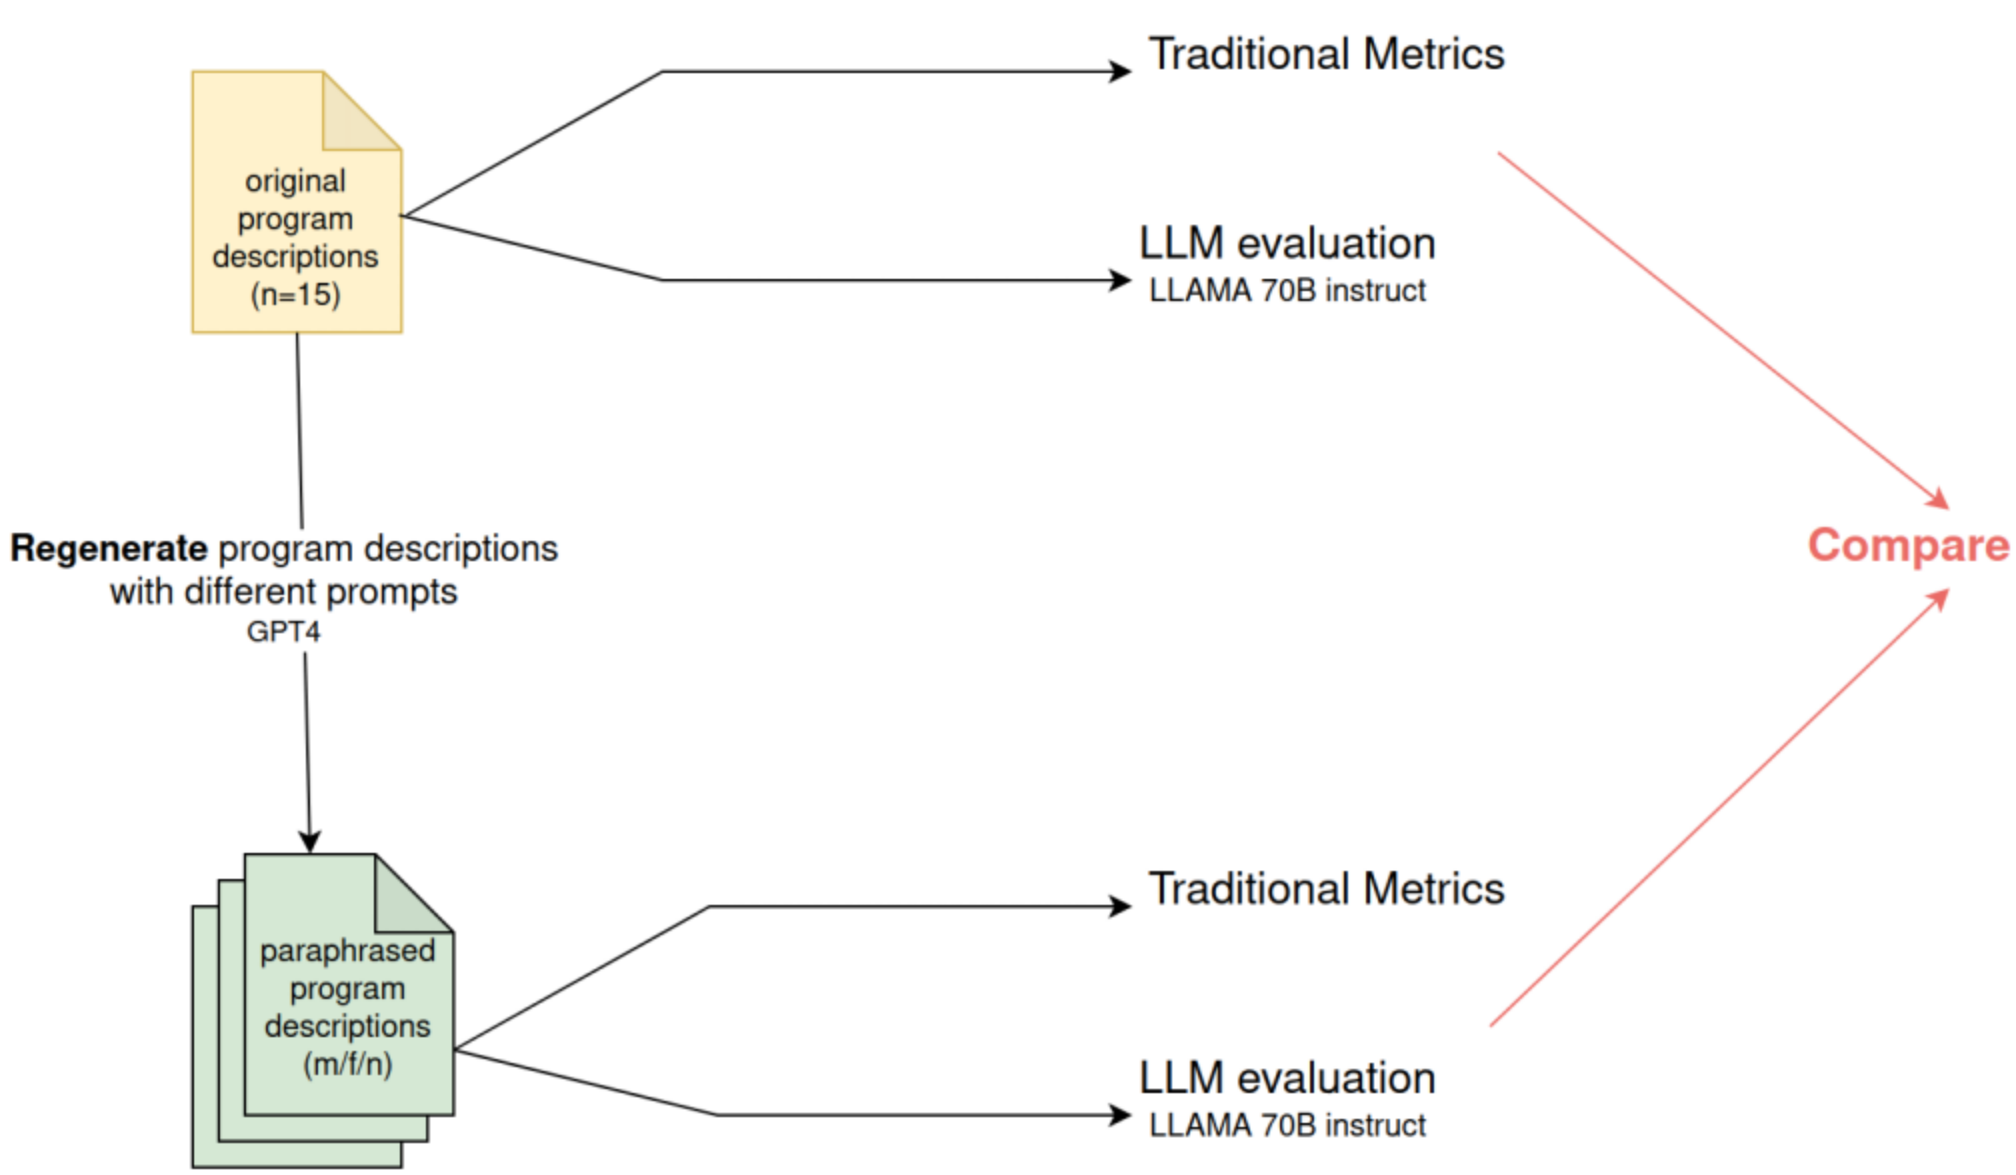 Traditional Metrics
original
program
descriptions
(n=15)
LLM evaluation
LLAMA 70B instruct
Regenerate program descriptions
with different prompts
GPT4
Compare
paraphrased
program
descriptions
(m/f/n)
Traditional Metrics
LLM evaluation
LLAMA 70B instruct